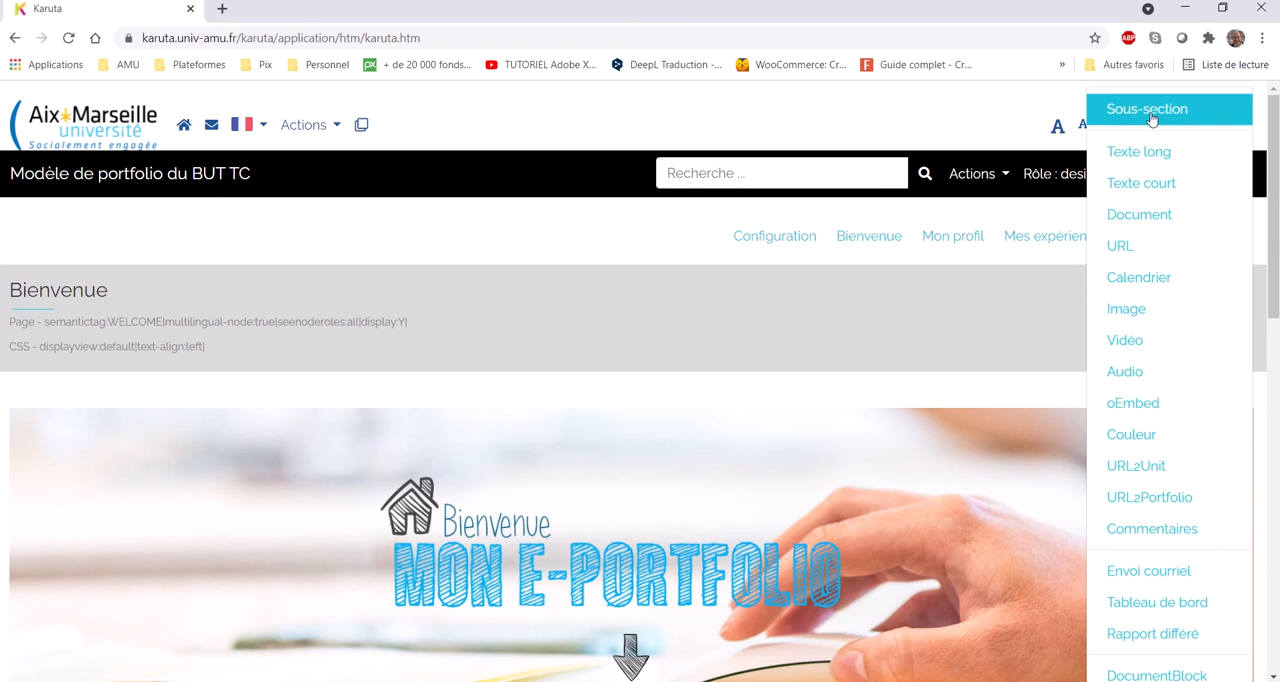 Karuta
karuta.univ-amu.fr/karuta/application/htm/karuta.htm
ABP
Applications AMU Plateformes Pix Personnel px + de 20 000 fonds... TUTORIEL Adobe X... DeepL Traduction -... WooCommerce: Cr... F Guide complet - Cr... » Autres favoris Liste de lecture
Aix*Marseille
université
Socialement engagée
Actions
A A
Modèle de portfolio du BUT TC
Recherche ...
Actions Rôle : desi
Configuration Bienvenue Mon profil Mes expérien
Bienvenue
Page - semantictag:WELCOME|multilingual-node:true|seenoderoles:all|display:Y|
CSS - displayview:default|text-align:left|
Bienvenue
MON E-PORTFOLIO
Sous-section
Texte long
Texte court
Document
URL
Calendrier
Image
Vidéo
Audio
oEmbed
Couleur
URL2Unit
URL2Portfolio
Commentaires
Envoi courriel
Tableau de bord
Rapport différé
DocumentBlock